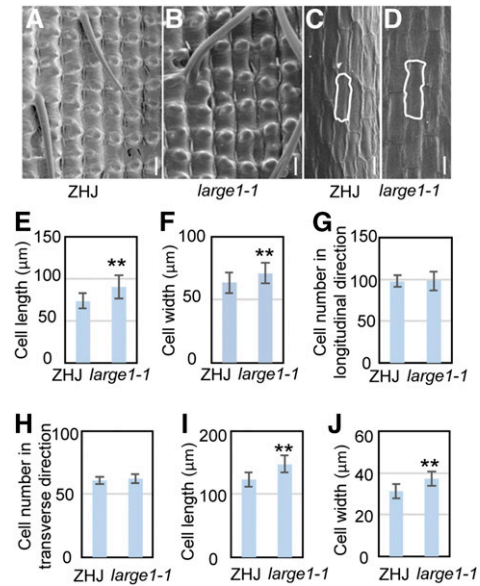 A B C D
ZHJ large1-1 ZHJ large1-1
E F G
Cell length (μm)
150
100
50
0
**
ZHJ large1-1
Cell width (μm)
100
50
0
**
ZHJ large1-1
Cell number in
longitudinal direction
150
100
50
0
ZHJ large1-1
H I J
Cell number in
transverse direction
100
50
0
ZHJ large1-1
Cell length (μm)
200
100
0
**
ZHJ large1-1
Cell width (μm)
60
40
20
0
**
ZHJ large1-1